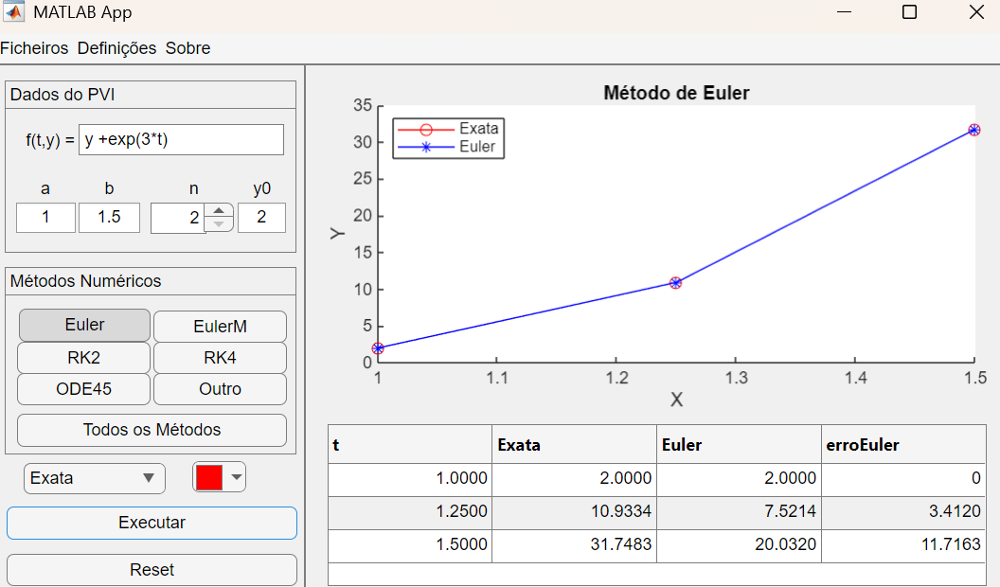 MATLAB App
Ficheiros Definições Sobre
Dados do PVI
f(t,y) = y +exp(3*t)
a b n y0
1 1.5 2 2
Métodos Numéricos
Euler EulerM
RK2 RK4
ODE45 Outro
Todos os Métodos
Exata
Executar
Reset
Método de Euler
Exata
Euler
35
30
25
20
15
10
5
0
Y
1 1.1 1.2 1.3 1.4 1.5
X
t Exata Euler erroEuler
1.0000 2.0000 2.0000 0
1.2500 10.9334 7.5214 3.4120
1.5000 31.7483 20.0320 11.7163